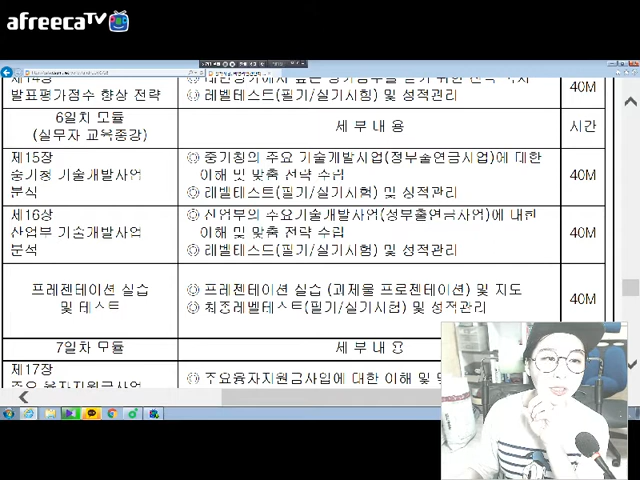 afreecaTV
발표평가점수 향상 전략
◎ 레벨테스트(필기/실기시험) 및 성적관리
40M
6일차 모듈
(실무자 교육종강)
세 부 내 용
시간
제15장
중기청 기술개발사업
분석
◎ 중기청의 주요 기술개발사업(정부출연금사업)에 대한
이해 및 맞춤 전략 수립
◎ 레벨테스트(필기/실기시험) 및 성적관리
40M
제16장
산업부 기술개발사업
분석
◎ 산업부의 주요기술개발사업(정부출연금사업)에 대한
이해 및 맞춤 전략 수립
◎ 레벨테스트(필기/실기시험) 및 성적관리
40M
프레젠테이션 실습
및 테스트
◎ 프레젠테이션 실습 (과제물 프로젠테이션) 및 지도
◎ 최종레벨테스트(필기/실기시험) 및 성적관리
40M
7일차 모듈
세 부 내 용
제17장
주요 융자지원금사업
◎ 주요융자지원금사업에 대한 이해 및